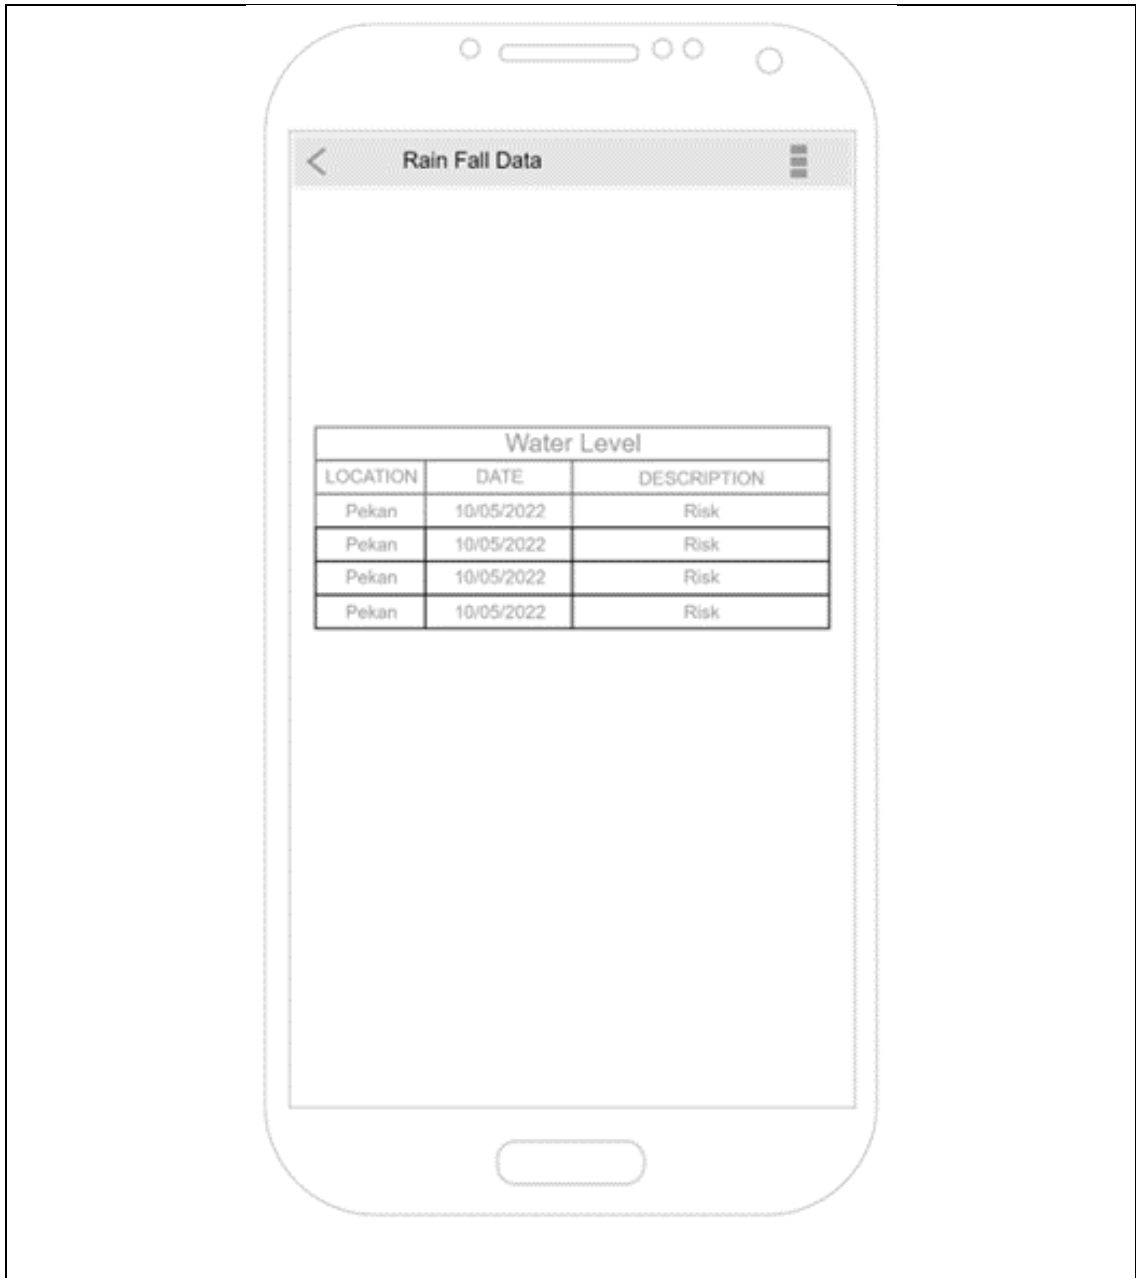 Rain Fall Data
Water Level
LOCATION DATE DESCRIPTION
Pekan 10/05/2022 Risk
Pekan 10/05/2022 Risk
Pekan 10/05/2022 Risk
Pekan 10/05/2022 Risk